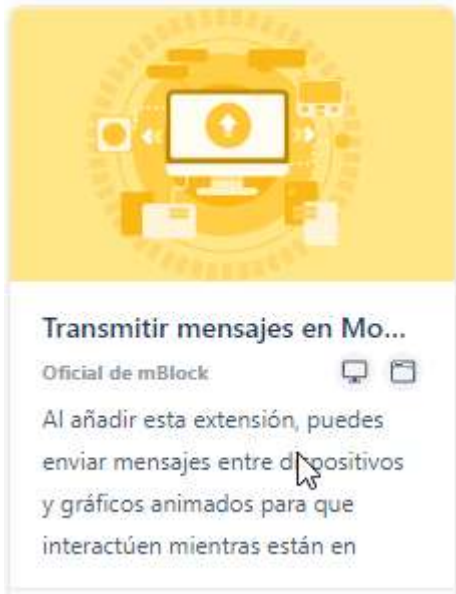 Transmitir mensajes en Mo...
Oficial de mBlock
Al añadir esta extensión, puedes
enviar mensajes entre dispositivos
y gráficos animados para que
interactúen mientras están en